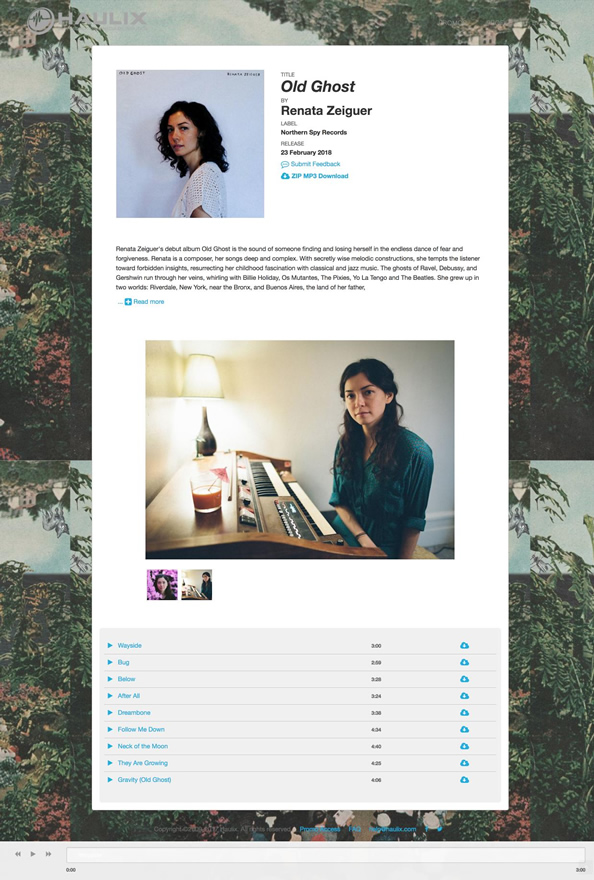 HAULIX
OLD GHOST
RENATA ZEIGUER
TITLE
Old Ghost
BY
Renata Zeiguer
LABEL
Northern Spy Records
RELEASE
23 February 2018
Submit Feedback
ZIP MP3 Download
Renata Zeiguer's debut album Old Ghost is the sound of someone finding and losing herself in the endless dance of fear and
forgiveness. Renata is a composer, her songs deep and complex. With secretly wise melodic constructions, she tempts the listener
toward forbidden insights, resurrecting her childhood fascination with classical and jazz music. The ghosts of Ravel, Debussy, and
Gershwin run through her veins, whirling with Billie Holiday, Os Mutantes, The Pixies, Yo La Tengo and The Beatles. She grew up in
two worlds: Riverdale, New York, near the Bronx, and Buenos Aires, the land of her father,
... Read more
Wayside 3:00
Bug 2:59
Below 3:28
After All 3:24
Dreambone 3:38
Follow Me Down 4:34
Neck of the Moon 4:40
They Are Growing 4:25
Gravity (Old Ghost) 4:06
Copyright Haulix. All rights reserved. FAQ
0:00 3:00